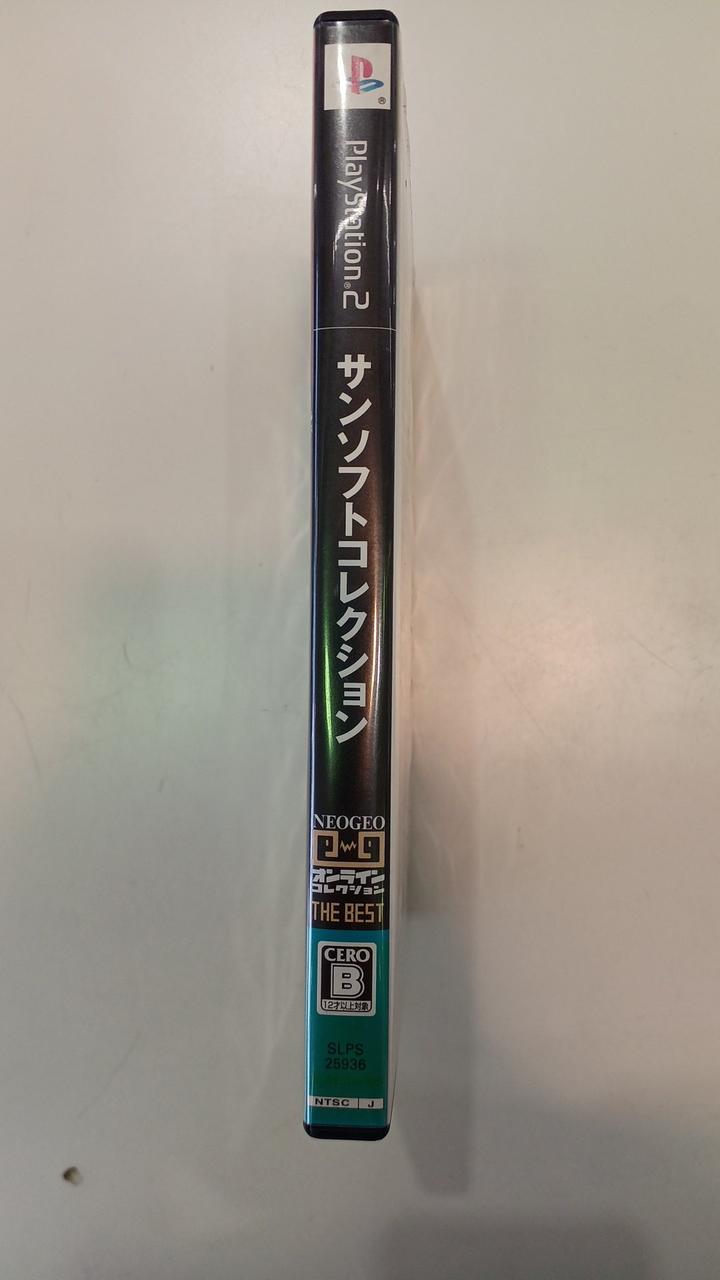 PlayStation®2
サンソフトコレクション
NEOGEO
オンライン
コレクション
THE BEST
CERO
B
12才以上対象
SLPS
25936
NTSC J